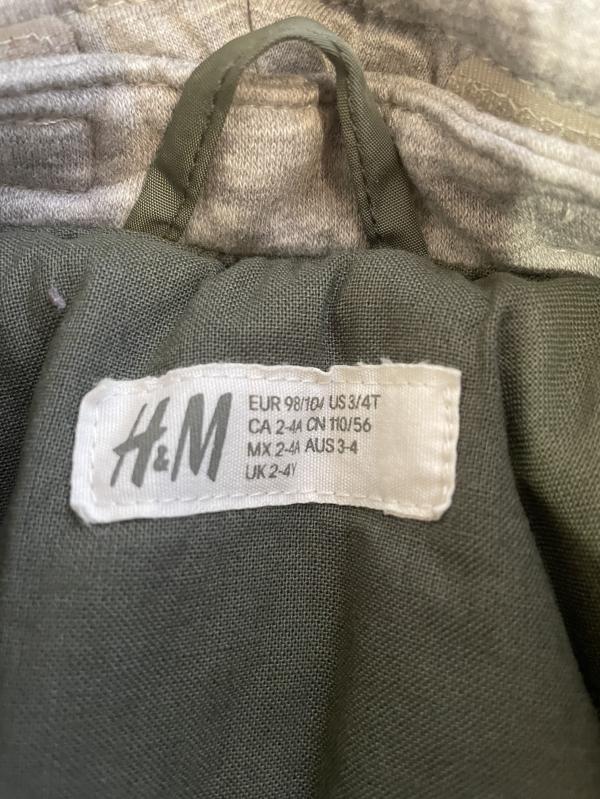 H&M
EUR 98/104 US 3/4T
CA 2-4A CN 110/56
MX 2-4A AUS 3-4
UK 2-4Y